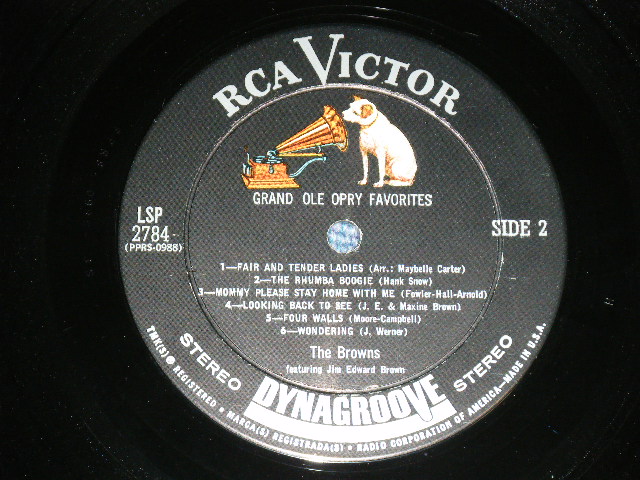 RCA VICTOR
GRAND OLE OPRY FAVORITES
LSP
2784
(PPRS-0988)
SIDE 2
1—FAIR AND TENDER LADIES (Arr.: Maybelle Carter)
2—THE RHUMBA BOOGIE (Hank Snow)
3—MOMMY PLEASE STAY HOME WITH ME (Fowler-Hall-Arnold)
4—LOOKING BACK TO SEE (J. E. & Maxine Brown)
5—FOUR WALLS (Moore-Campbell)
6—WONDERING (J. Werner)
The Browns
featuring Jim Edward Brown
STEREO
DYNAGROOVE
STEREO
TMK(S) ® REGISTERED • MARCA(S) REGISTRADA(S) • RADIO CORPORATION OF AMERICA—MADE IN U.S.A.